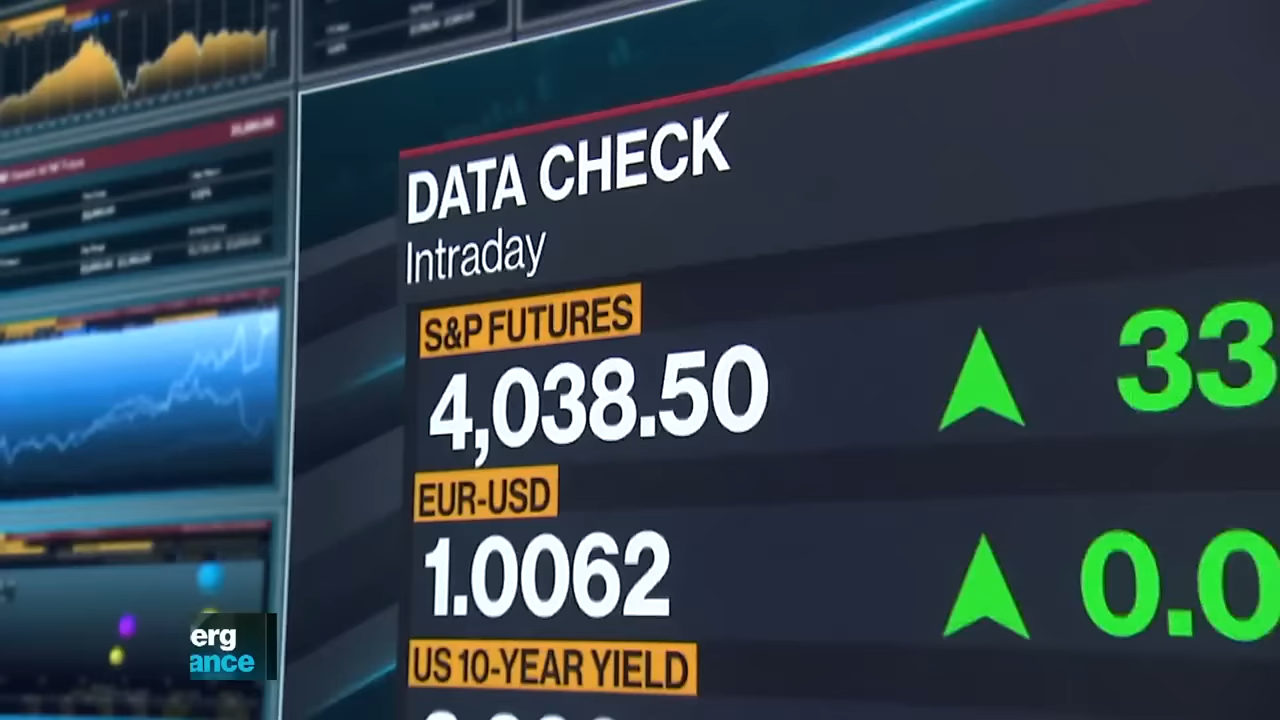 DATA CHECK
Intraday
S&P FUTURES
4,038.50
33
EUR-USD
1.0062
0.0
US 10-YEAR YIELD
erg
ance